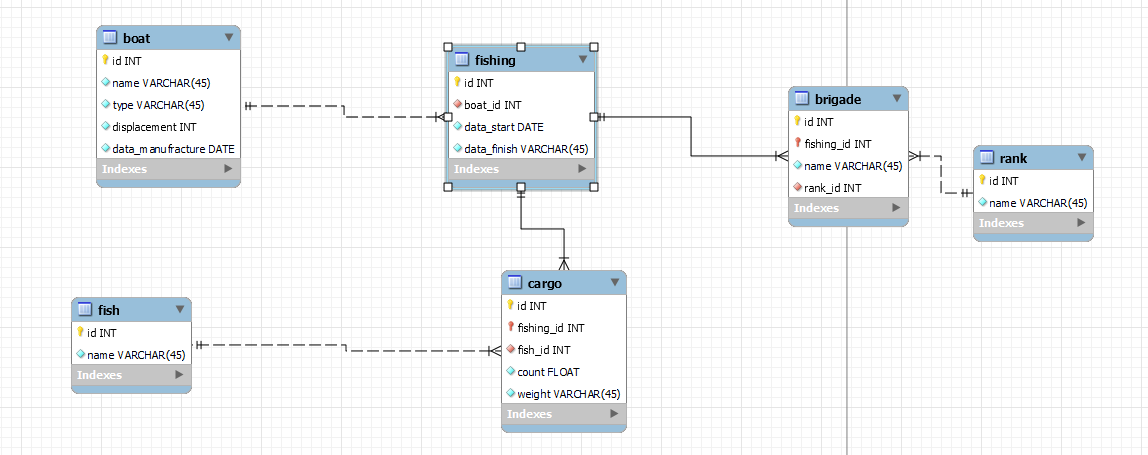 boat
id INT
name VARCHAR(45)
type VARCHAR(45)
displacement INT
data_manufracture DATE
Indexes
fishing
id INT
boat_id INT
data_start DATE
data_finish VARCHAR(45)
Indexes
brigade
id INT
fishing_id INT
name VARCHAR(45)
rank_id INT
Indexes
rank
id INT
name VARCHAR(45)
Indexes
fish
id INT
name VARCHAR(45)
Indexes
cargo
id INT
fishing_id INT
fish_id INT
count FLOAT
weight VARCHAR(45)
Indexes